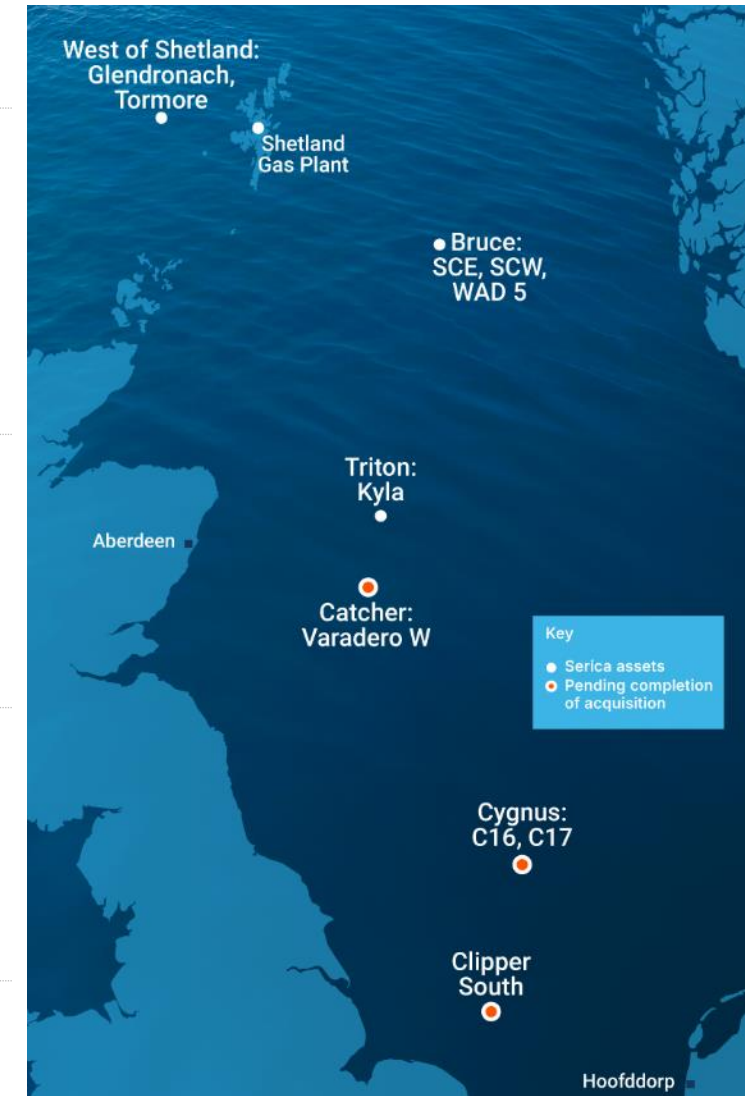 West of Shetland:
Glendronach,
Tormore
Shetland
Gas Plant
Bruce:
SCE, SCW,
WAD 5
Triton:
Kyla
Aberdeen
Catcher:
Varadero W
Key
Serica assets
Pending completion
of acquisition
Cygnus:
C16, C17
Clipper
South
Hoofddorp